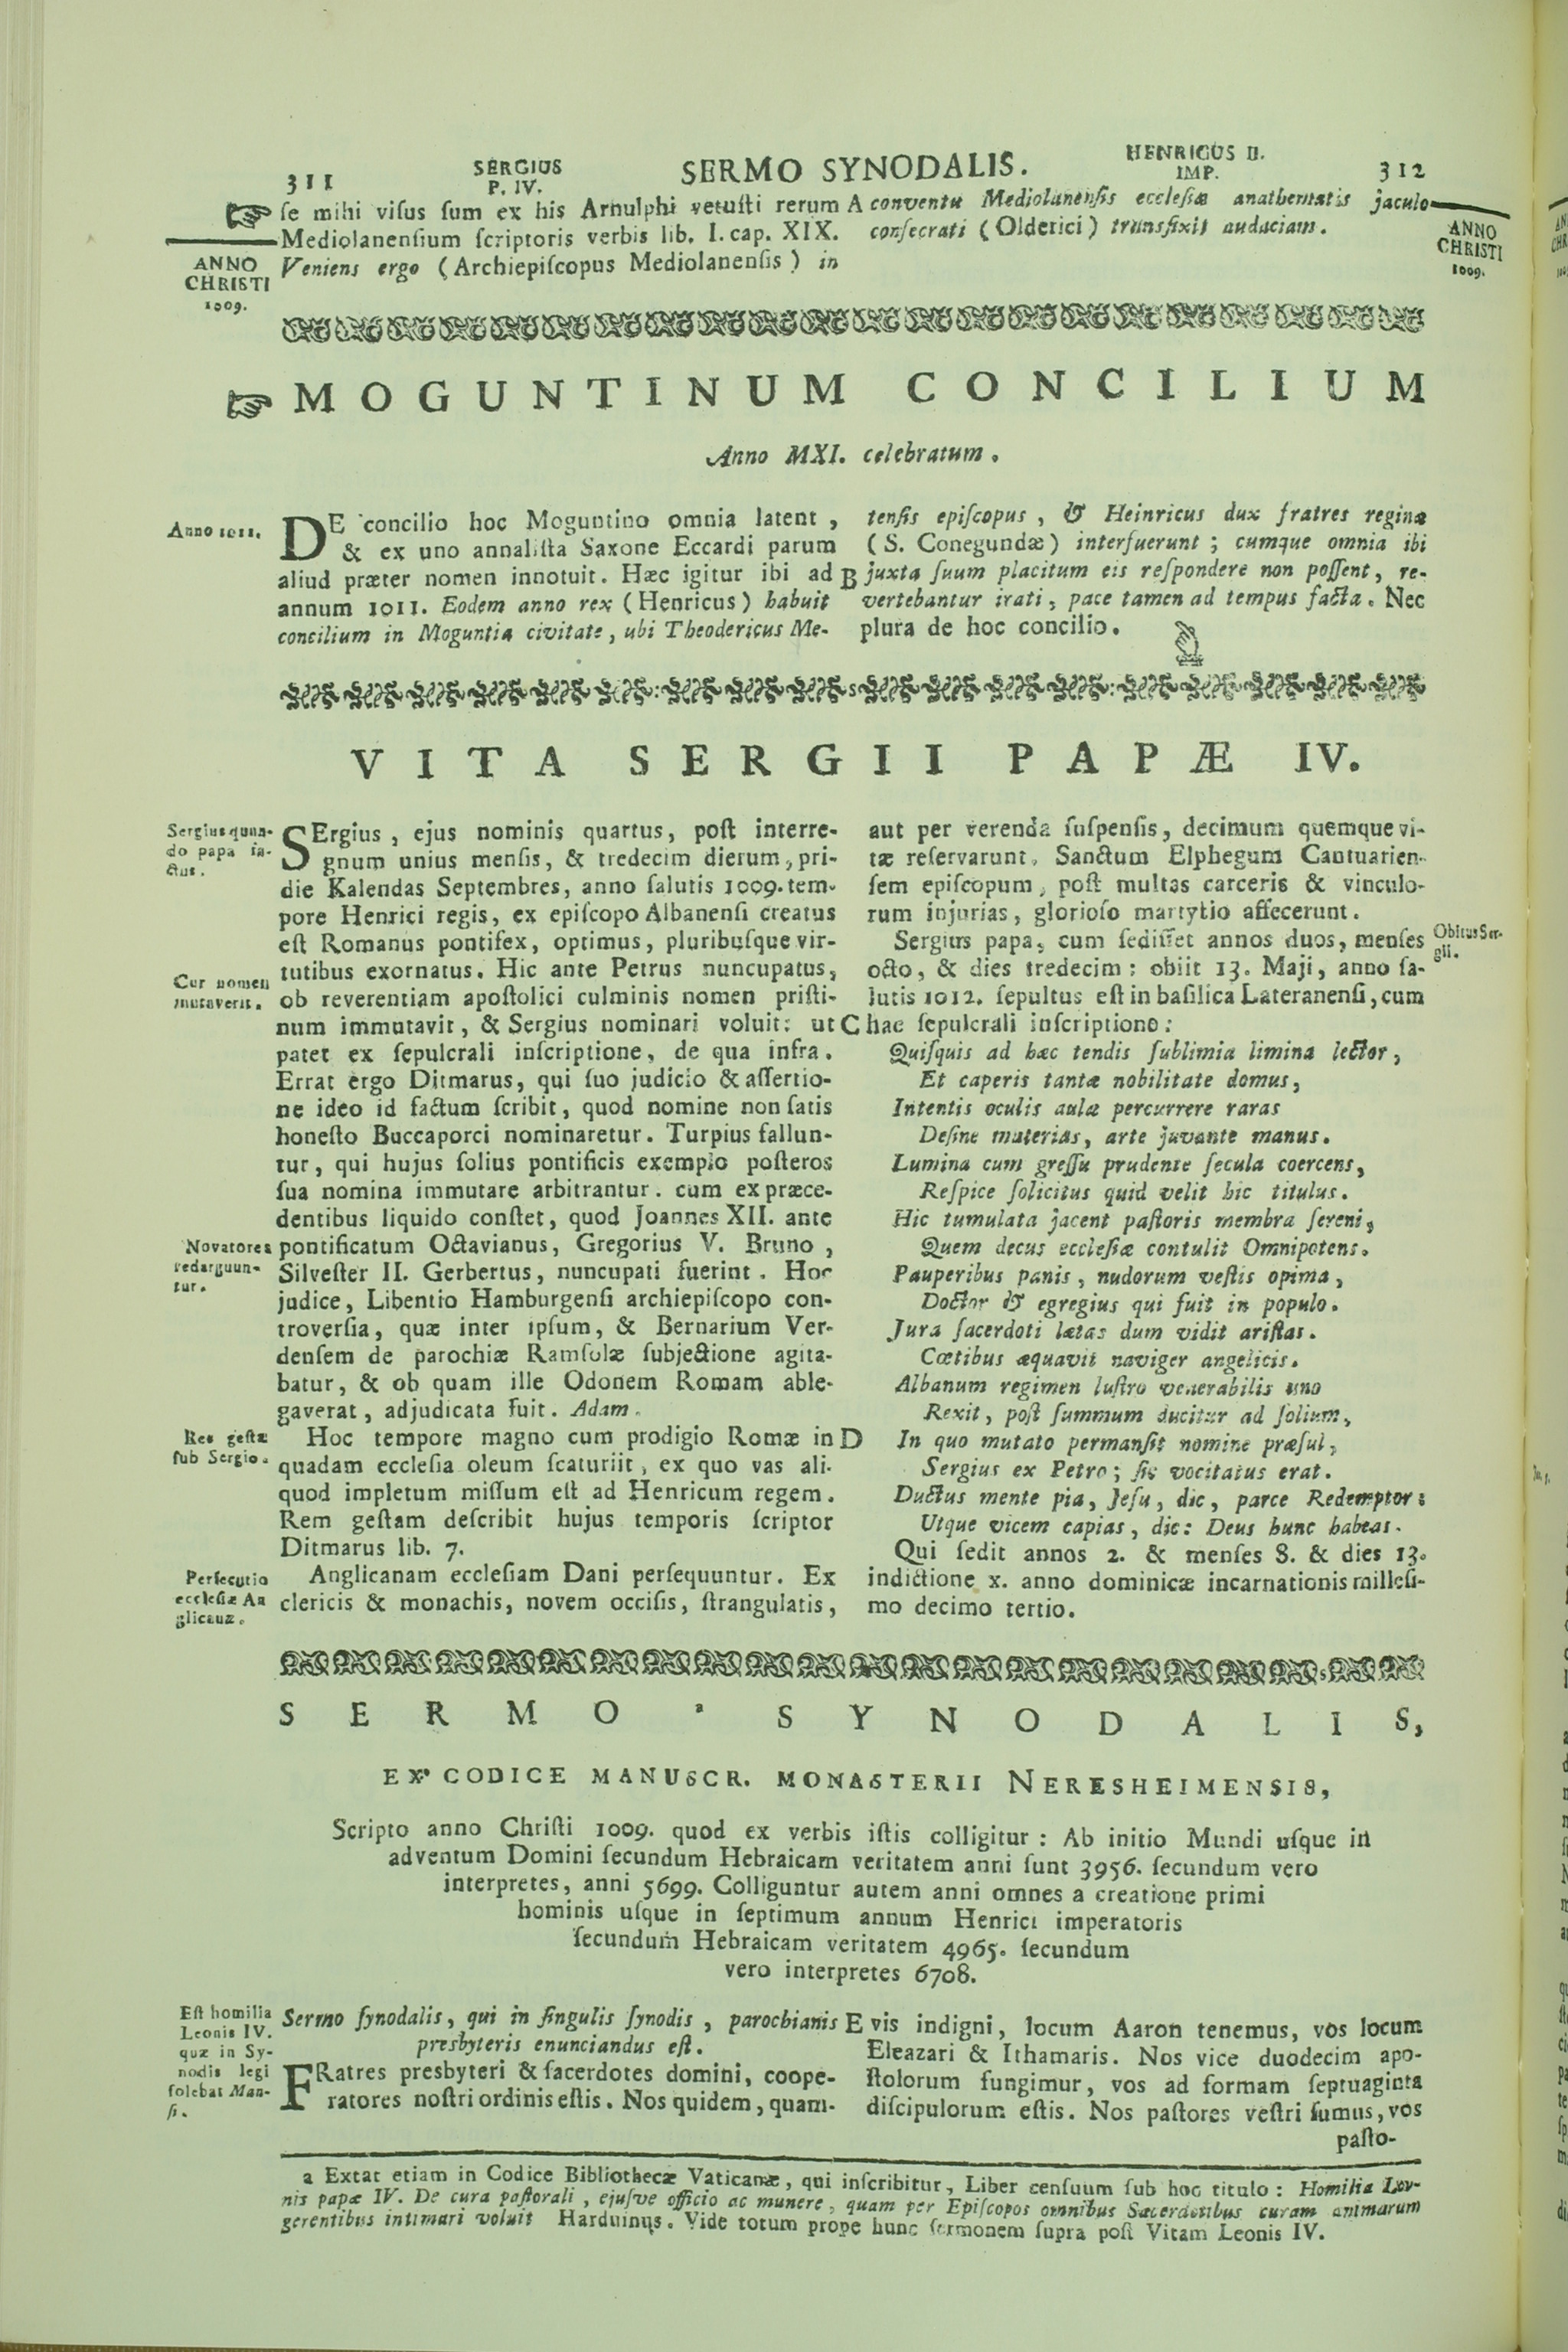 311
SERGIUS
P. IV.
SERMO SYNODALIS.
HENRICUS II.
IMP.
312
ſe mihi viſus ſum ex his Arnulphi vetuſti rerum
Mediolanenſium ſcriptoris verbis lib. I. cap. XIX.
Veniens ergo (Archiepiſcopus Mediolanenſis) in
ANNO
CHRISTI
1009.
A
conventu Mediolanenſis eccleſiæ anathematis jaculo
conſecrati (Olderici) transfixit audaciam.
ANNO
CHRISTI
1009.
MOGUNTINUM CONCILIUM
Anno MXI. celebratum.
Anno 1011.
DE concilio hoc Moguntino omnia latent,
& ex uno annaliſta Saxone Eccardi parum
aliud præter nomen innotuit. Hæc igitur ibi ad
annum 1011. Eodem anno rex (Henricus) habuit
concilium in Moguntia civitate, ubi Theodericus Me-
tenſis epiſcopus, & Heinricus dux fratres reginæ
(S. Conegundæ) interfuerunt; cumque omnia ibi
B
juxta ſuum placitum eis reſpondere non poſſent, re-
vertebantur irati, pace tamen ad tempus facta. Nec
plura de hoc concilio.
VITA SERGII PAPÆ IV.
Sergius quan-
do papa fa-
ctus.
SErgius, ejus nominis quartus, poſt interre-
gnum unius menſis, & tredecim dierum, pri-
die Kalendas Septembres, anno ſalutis 1009. tem-
pore Henrici regis, ex epiſcopo Albanenſi creatus
eſt Romanus pontifex, optimus, pluribuſque vir-
tutibus exornatus. Hic ante Petrus nuncupatus,
Cur nomen
mutaverit.
ob reverentiam apoſtolici culminis nomen priſti-
num immutavit, & Sergius nominari voluit: ut
patet ex ſepulcrali inſcriptione, de qua infra.
Errat ergo Ditmarus, qui ſuo judicio & aſſertio-
ne ideo id factum ſcribit, quod nomine non ſatis
honeſto Buccaporci nominaretur. Turpius fallun-
tur, qui hujus ſolius pontificis exemplo poſteros
ſua nomina immutare arbitrantur. cum ex præce-
dentibus liquido conſtet, quod Joannes XII. ante
Novatores
redarguun-
tur.
pontificatum Octavianus, Gregorius V. Bruno,
Silveſter II. Gerbertus, nuncupati fuerint. Hoc
judice, Libentio Hamburgenſi archiepiſcopo con-
troverſia, quæ inter ipſum, & Bernarium Ver-
denſem de parochiæ Ramſolæ ſubjectione agita-
batur, & ob quam ille Odonem Romam able-
gaverat, adjudicata fuit. Adam.
Res geſtæ
ſub Sergio.
Hoc tempore magno cum prodigio Romæ in
quadam eccleſia oleum ſcaturiit, ex quo vas ali-
quod impletum miſſum eſt ad Henricum regem.
Rem geſtam deſcribit hujus temporis ſcriptor
Ditmarus lib. 7.
Perſecutio
eccleſiæ An
glicanæ.
Anglicanam eccleſiam Dani perſequuntur. Ex
clericis & monachis, novem occiſis, ſtrangulatis,
aut per verenda ſuſpenſis, decimum quemque vi-
tæ reſervarunt. Sanctum Elphegum Cantuarien-
ſem epiſcopum, poſt multas carceris & vinculo-
rum injurias, glorioſo martytio affecerunt.
Sergius papa, cum ſediſſet annos duos, menſes
octo, & dies tredecim: obiit 13. Maji, anno ſa-
lutis 1012. ſepultus eſt in baſilica Lateranenſi, cum
Obitus Ser-
gii.
C
hac ſepulcrali inſcriptione:
Quiſquis ad hæc tendis ſublimia limina lector,
Et caperis tantæ nobilitate domus,
Intentis oculis aulæ percurrere raras
Deſine materias, arte juvante manus.
Lumina cum greſſu prudente ſecula coercens,
Reſpice ſolicitus quid velit hic titulus.
Hic tumulata jacent paſtoris membra ſereni,
Quem decus eccleſiæ contulit Omnipotens.
Pauperibus panis, nudorum veſtis opima,
Doctor & egregius qui fuit in populo.
Jura ſacerdoti lætas dum vidit ariſtas.
Cœtibus æquavit naviger angelicis.
Albanum regimen luſtro venerabilis uno
Rexit, poſt ſummum ducitur ad ſolium,
D
In quo mutato permanſit nomine præſul,
Sergius ex Petro; ſic vocitatus erat.
Ductus mente pia, Jeſu, dic, parce Redemptor:
Utque vicem capias, dic: Deus hunc habeas.
Qui ſedit annos 2. & menſes 8. & dies 13.
indictione x. anno dominicæ incarnationis milleſi-
mo decimo tertio.
SERMO a SYNODALIS,
EX CODICE MANUSCR. MONASTERII NERESHEIMENSIS,
Scripto anno Chriſti 1009. quod ex verbis iſtis colligitur: Ab initio Mundi uſque in
adventum Domini ſecundum Hebraicam veritatem anni ſunt 3956. ſecundum vero
interpretes, anni 5699. Colliguntur autem anni omnes a creatione primi
hominis uſque in ſeptimum annum Henrici imperatoris
ſecundum Hebraicam veritatem 4965. ſecundum
vero interpretes 6708.
Eſt homilia
Leonis IV.
quæ in Sy-
nodis legi
ſolebat Man-
ſi.
Sermo ſynodalis, qui in ſingulis ſynodis, parochianis
presbyteris enunciandus eſt.
FRatres presbyteri & ſacerdotes domini, coope-
ratores noſtri ordinis eſtis. Nos quidem, quam-
E
vis indigni, locum Aaron tenemus, vos locum
Eleazari & Ithamaris. Nos vice duodecim apo-
ſtolorum fungimur, vos ad formam ſeptuaginta
diſcipulorum eſtis. Nos paſtores veſtri ſumus, vos
paſto-
a Extat etiam in Codice Bibliothecæ Vaticanæ, qui inſcribitur, Liber cenſuum ſub hoc titulo: Homilia Leo-
nis papæ IV. De cura paſtorali, ejuſve officio ac munere, quam per Epiſcopos omnibus Sacerdotibus curam animarum
gerentibus intimari voluit Harduinus. Vide totum prope hunc ſermonem ſupra poſt Vitam Leonis IV.